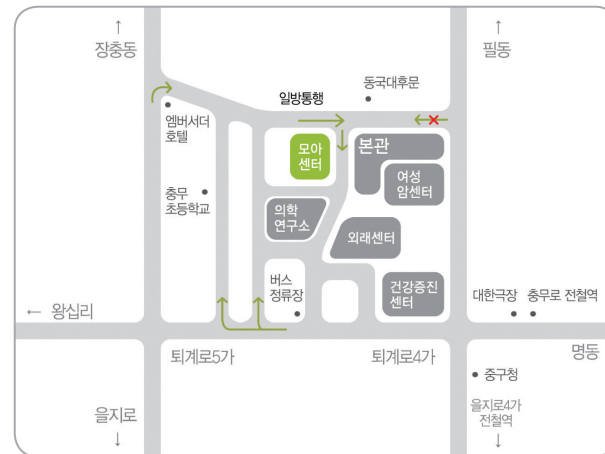 ↑
장충동
↑
필동
동국대후문
일방통행
엠버서더
호텔
모아
센터
본관
여성
암센터
충무
초등학교
의학
연구소
외래센터
버스
정류장
건강증진
센터
대한극장
충무로 전철역
← 왕십리
퇴계로5가
퇴계로4가
명동
중구청
을지로
↓
을지로4가
전철역
↓